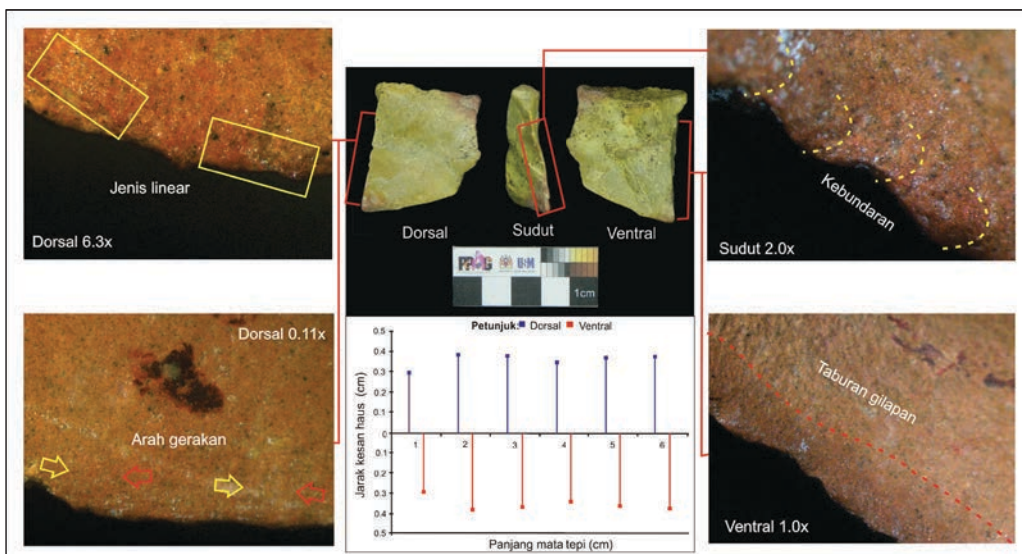 Jenis linear
Dorsal 6.3x
Dorsal 0.11x
Arah gerakan
Dorsal
Sudut
Ventral
1cm
Petunjuk: Dorsal Ventral
Jarak kesan haus (cm)
0.5
0.4
0.3
0.2
0.1
0
0.1
0.2
0.3
0.4
0.5
1 2 3 4 5 6
Panjang mata tepi (cm)
Kebundaran
Sudut 2.0x
Taburan gilapan
Ventral 1.0x